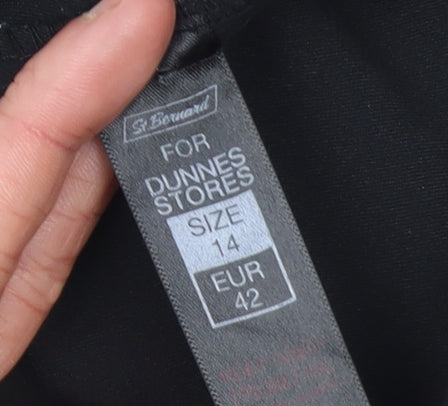 St Bernard
FOR
DUNNES
STORES
SIZE
14
EUR
42